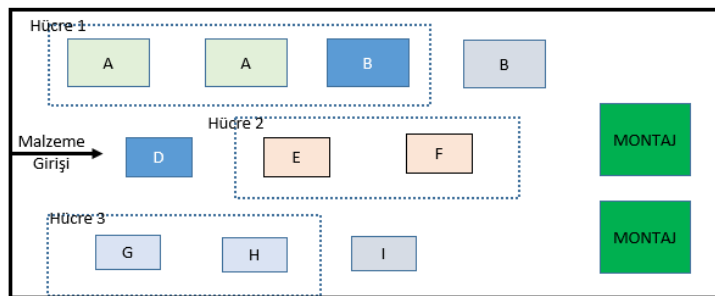 Hücre 1
A
A
B
B
Hücre 2
MONTAJ
Malzeme
Girişi
D
E
F
Hücre 3
G
H
I
MONTAJ